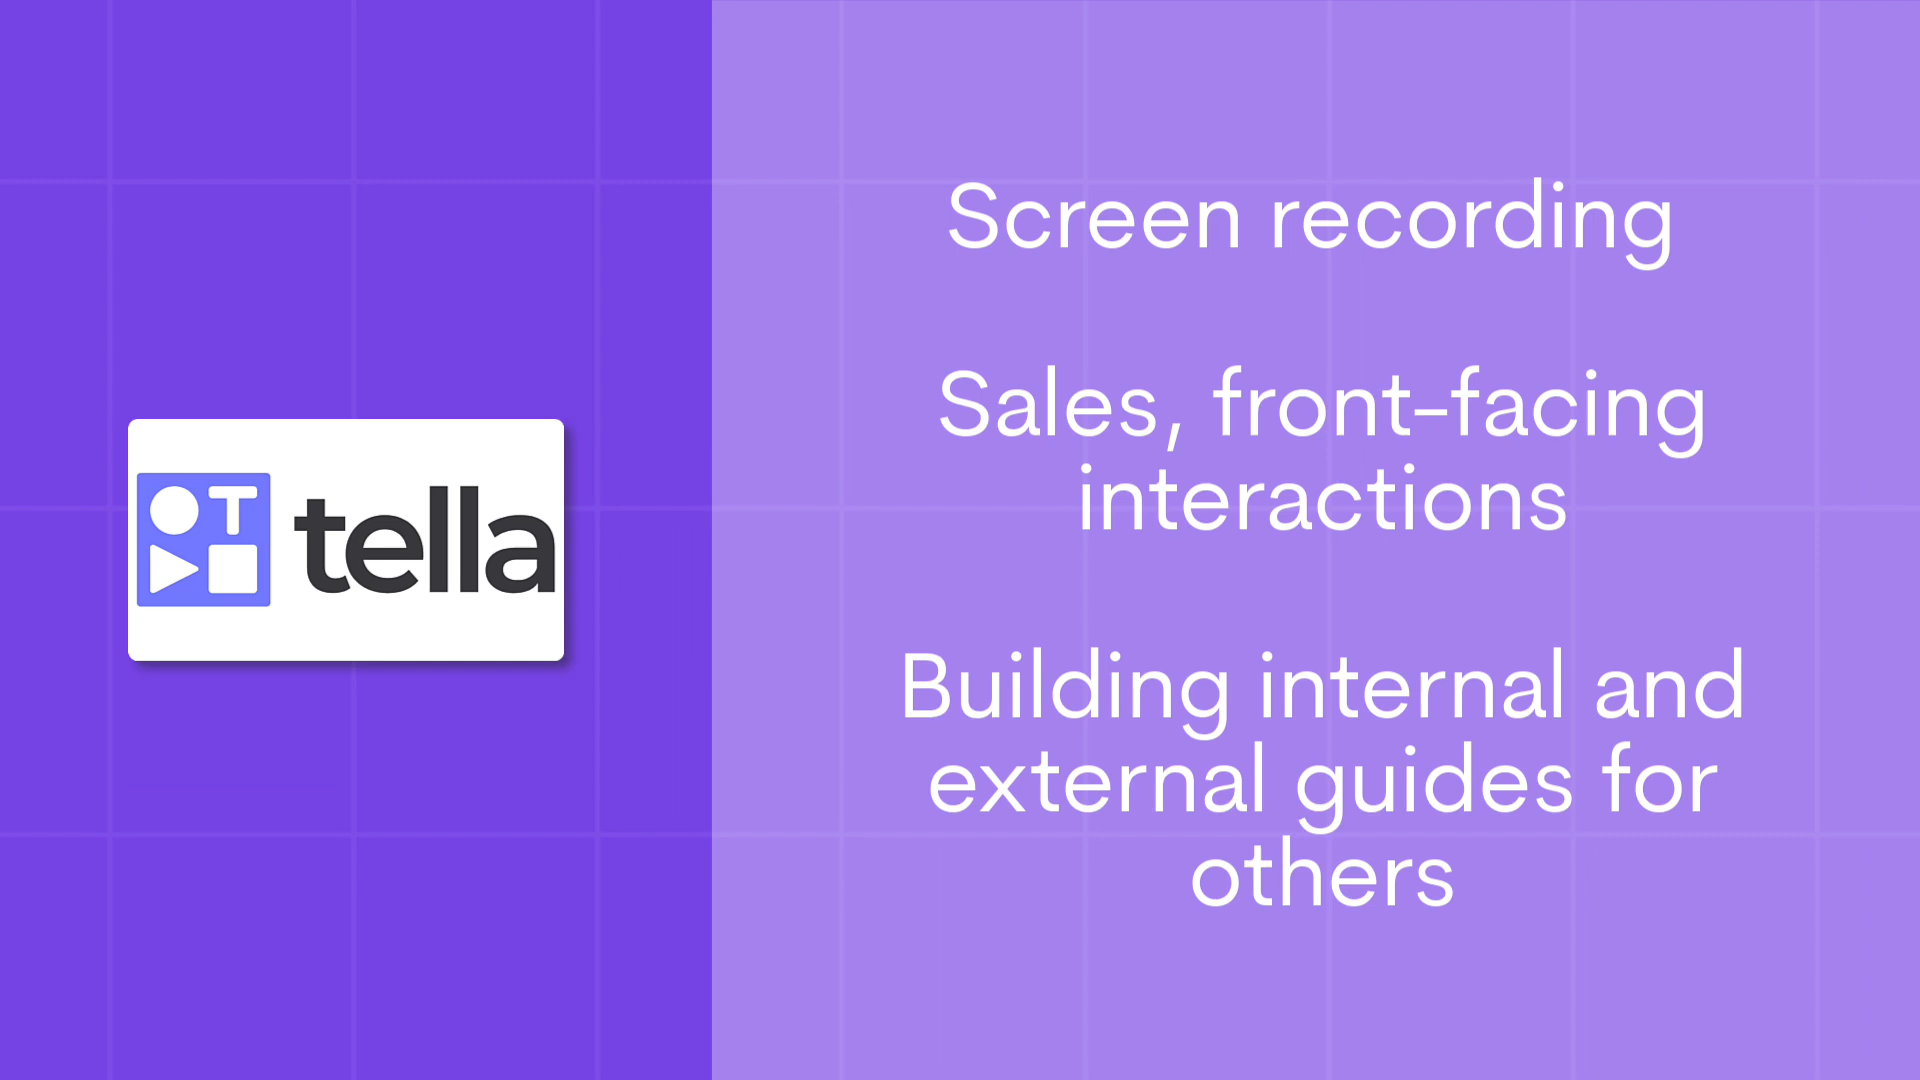 tella
Screen recording
Sales, front-facing
interactions
Building internal and
external guides for
others